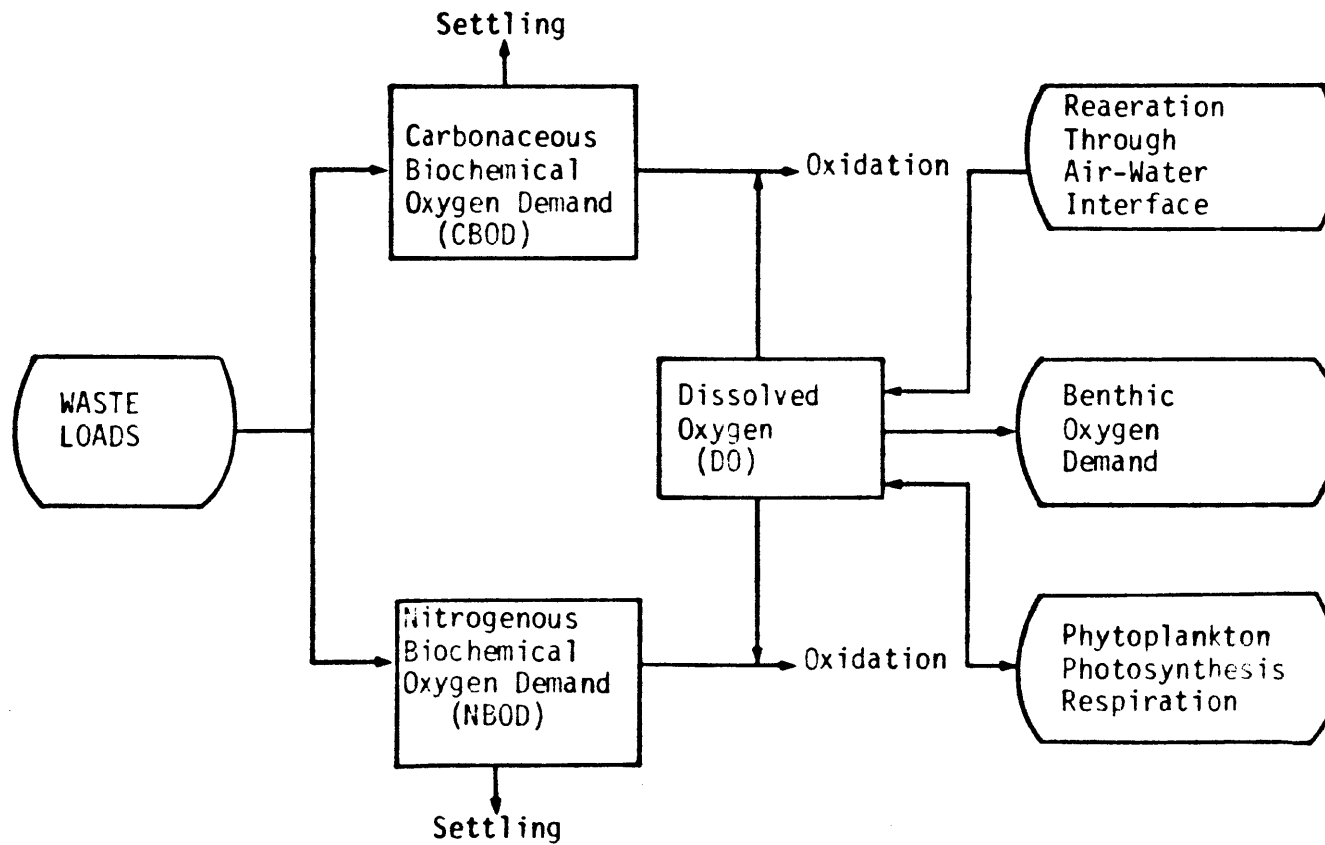 Settling
Carbonaceous
Biochemical
Oxygen Demand
(CBOD)
Oxidation
Reaeration
Through
Air-Water
Interface
WASTE
LOADS
Dissolved
Oxygen
(DO)
Benthic
Oxygen
Demand
Nitrogenous
Biochemical
Oxygen Demand
(NBOD)
Oxidation
Phytoplankton
Photosynthesis
Respiration
Settling